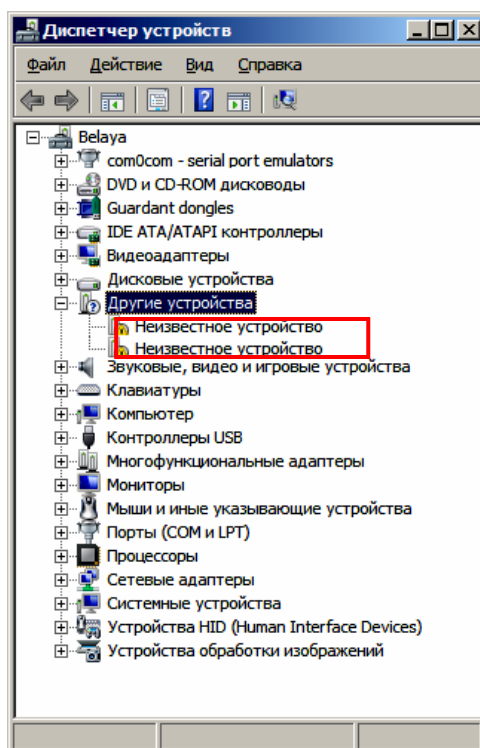 Диспетчер устройств
Файл Действие Вид Справка
Belaya
com0com - serial port emulators
DVD и CD-ROM дисководы
Guardant dongles
IDE ATA/ATAPI контроллеры
Видеоадаптеры
Дисковые устройства
Другие устройства
Неизвестное устройство
Неизвестное устройство
Звуковые, видео и игровые устройства
Клавиатуры
Компьютер
Контроллеры USB
Многофункциональные адаптеры
Мониторы
Мыши и иные указывающие устройства
Порты (COM и LPT)
Процессоры
Сетевые адаптеры
Системные устройства
Устройства HID (Human Interface Devices)
Устройства обработки изображений